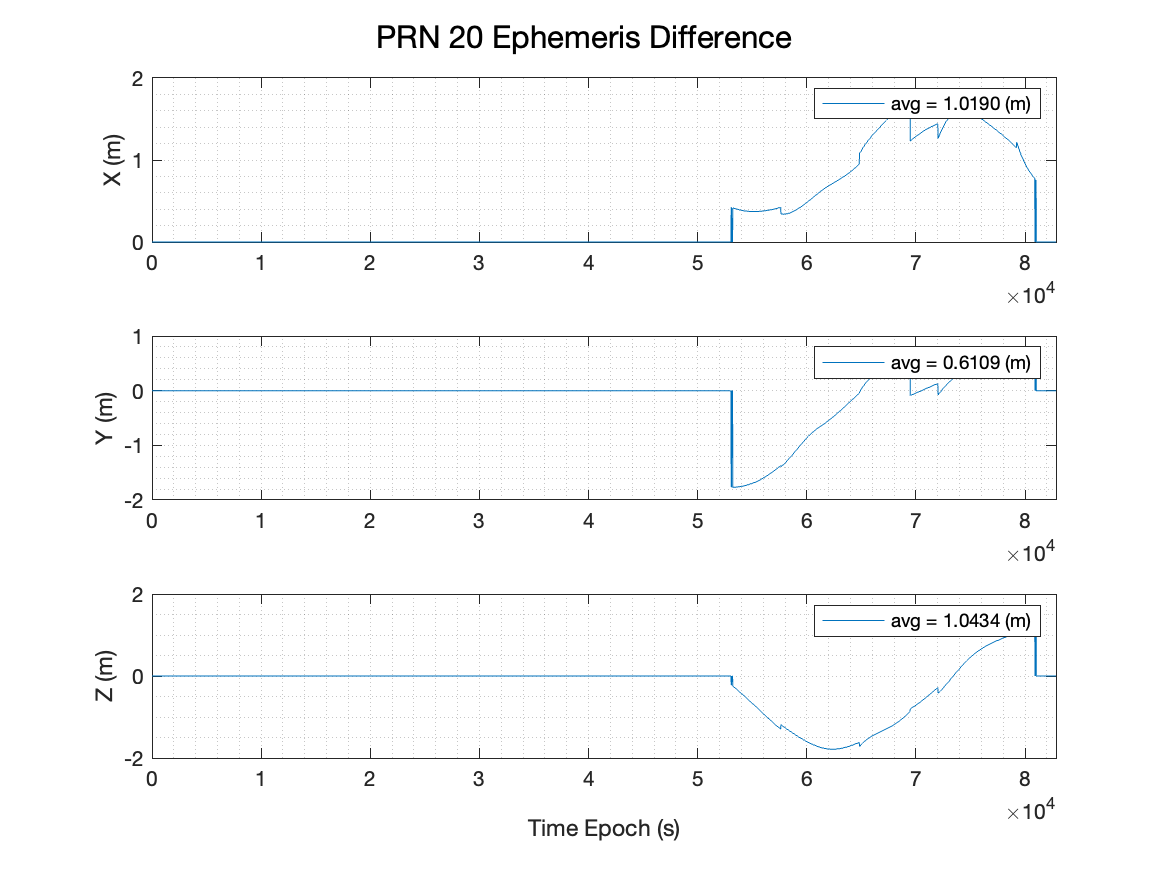 PRN 20 Ephemeris Difference
2
1
0
X (m)
avg = 1.0190 (m)
0 1 2 3 4 5 6 7 8
×10^4
1
0
-1
-2
Y (m)
avg = 0.6109 (m)
0 1 2 3 4 5 6 7 8
×10^4
2
0
-2
Z (m)
avg = 1.0434 (m)
0 1 2 3 4 5 6 7 8
×10^4
Time Epoch (s)